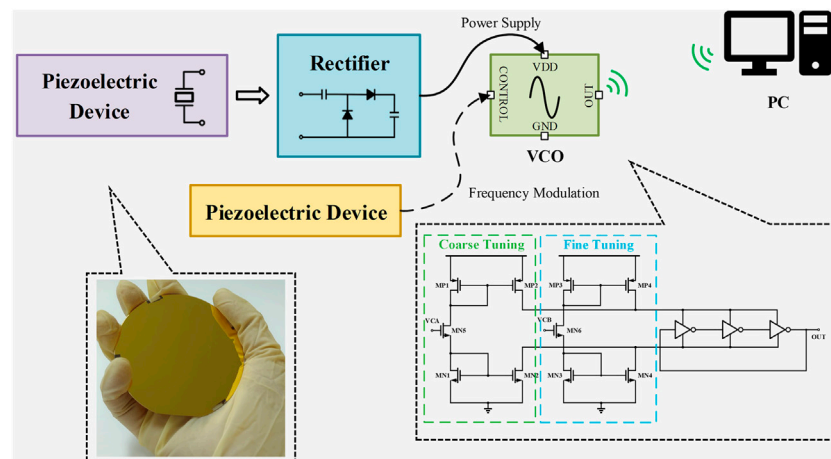 Power Supply
Piezoelectric
Device
Rectifier
VDD
CONTROL
OUT
GND
VCO
PC
Piezoelectric Device
Frequency Modulation
Coarse Tuning
Fine Tuning
MP1
MP2
MP3
MP4
VCA
MN5
VCB
MN6
OUT
MN1
MN2
MN3
MN4